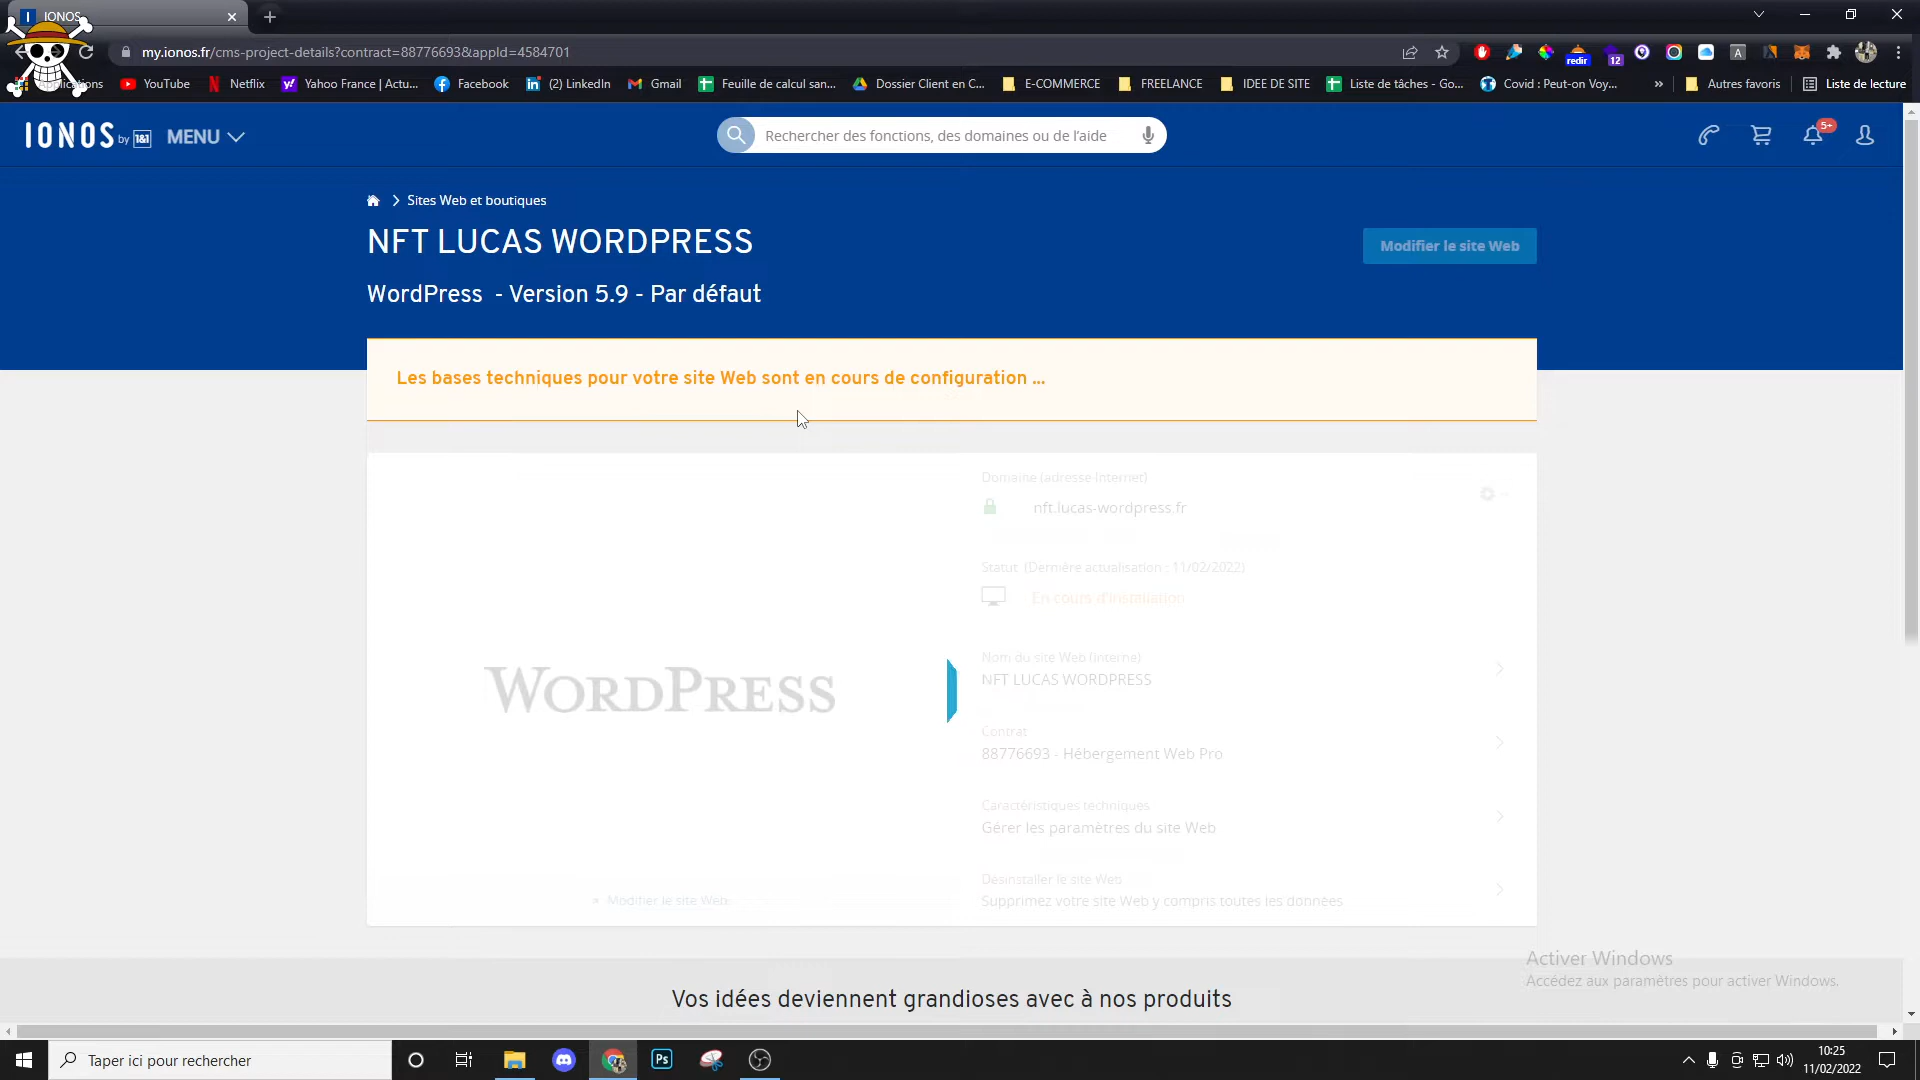 IONOS
my.ionos.fr/cms-project-details?contract=88776693&appId=4584701
redir
12
Applications
YouTube
Netflix
Yahoo France | Actu...
Facebook
(2) LinkedIn
Gmail
Feuille de calcul san...
Dossier Client en C...
E-COMMERCE
FREELANCE
IDEE DE SITE
Liste de tâches - Go...
Covid : Peut-on Voy...
»
Autres favoris
Liste de lecture
IONOS by 1&1
MENU
Rechercher des fonctions, des domaines ou de l'aide
5+
Sites Web et boutiques
NFT LUCAS WORDPRESS
Modifier le site Web
WordPress - Version 5.9 - Par défaut
Les bases techniques pour votre site Web sont en cours de configuration ...
Domaine (adresse Internet)
nft.lucas-wordpress.fr
Statut (Dernière actualisation : 11/02/2022)
En cours d'installation
Nom du site Web (interne)
NFT LUCAS WORDPRESS
WORDPRESS
Contrat
88776693 - Hébergement Web Pro
Caractéristiques techniques
Gérer les paramètres du site Web
Désinstaller le site Web
Supprimez votre site Web y compris toutes les données
» Modifier le site Web
Activer Windows
Accédez aux paramètres pour activer Windows.
Vos idées deviennent grandioses avec à nos produits
Taper ici pour rechercher
Ps
10:25
11/02/2022